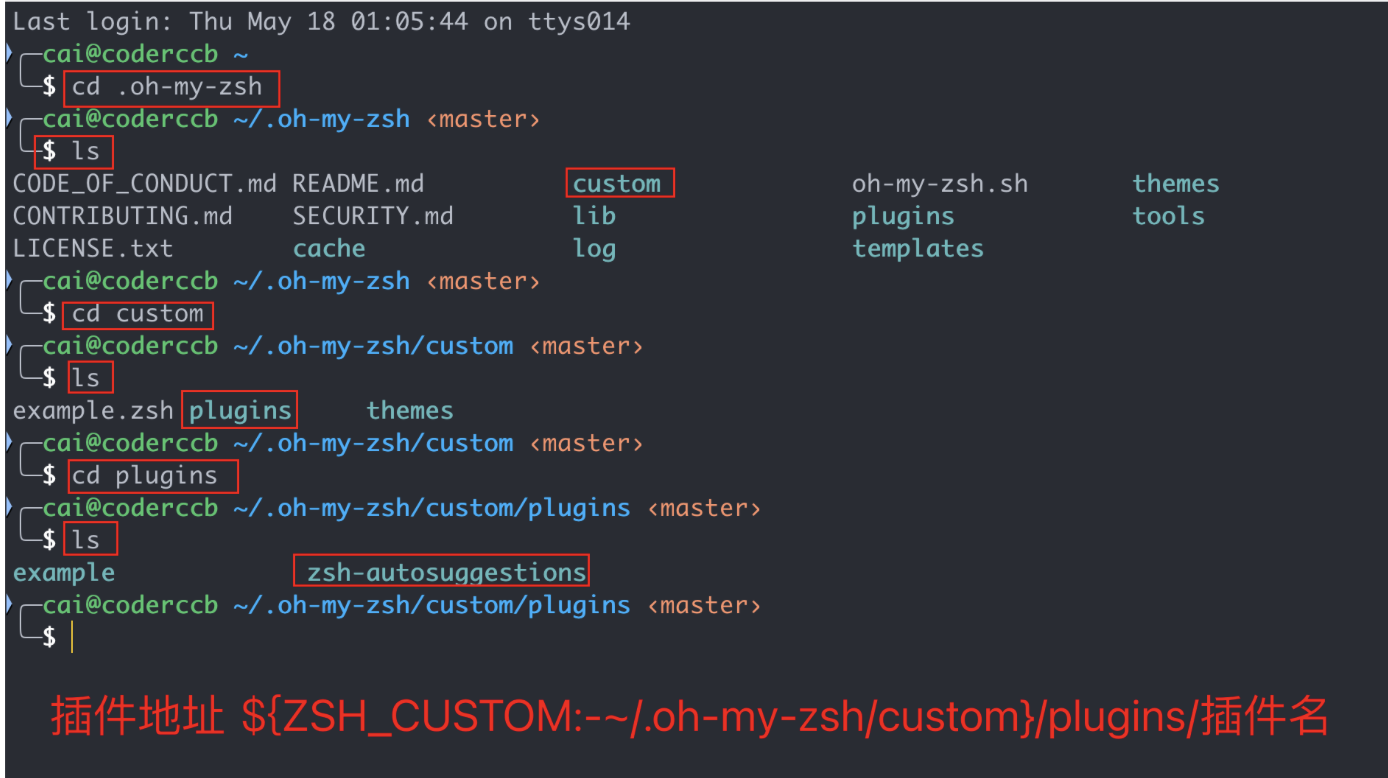 Last login: Thu May 18 01:05:44 on ttys014
cai@coderccb ~
$ cd .oh-my-zsh
cai@coderccb ~/.oh-my-zsh ‹master›
$ ls
CODE_OF_CONDUCT.md README.md custom oh-my-zsh.sh themes
CONTRIBUTING.md SECURITY.md lib plugins tools
LICENSE.txt cache log templates
cai@coderccb ~/.oh-my-zsh ‹master›
$ cd custom
cai@coderccb ~/.oh-my-zsh/custom ‹master›
$ ls
example.zsh plugins themes
cai@coderccb ~/.oh-my-zsh/custom ‹master›
$ cd plugins
cai@coderccb ~/.oh-my-zsh/custom/plugins ‹master›
$ ls
example zsh-autosuggestions
cai@coderccb ~/.oh-my-zsh/custom/plugins ‹master›
$
插件地址 ${ZSH_CUSTOM:-~/.oh-my-zsh/custom}/plugins/插件名